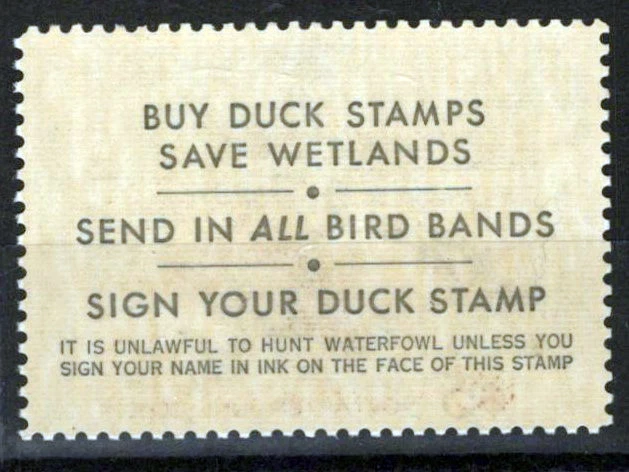 BUY DUCK STAMPS
SAVE WETLANDS
SEND IN ALL BIRD BANDS
SIGN YOUR DUCK STAMP
IT IS UNLAWFUL TO HUNT WATERFOWL UNLESS YOU
SIGN YOUR NAME IN INK ON THE FACE OF THIS STAMP